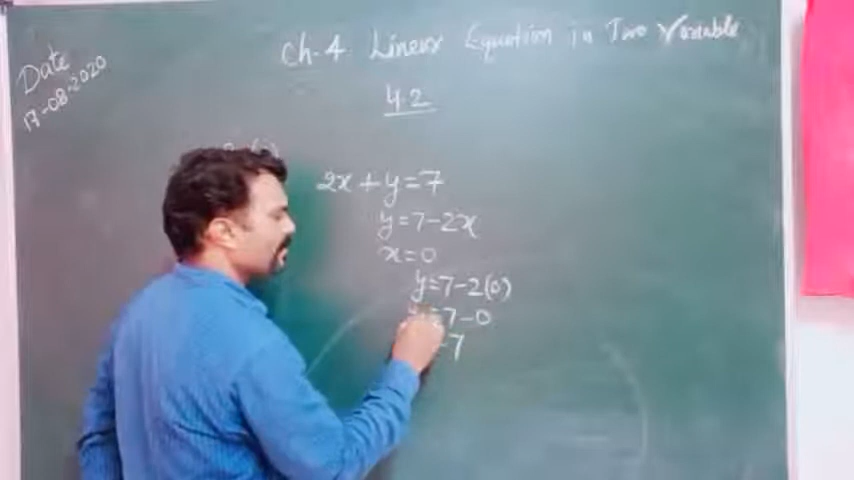 Ch-4 Linear Equation in Two Variable
Date
17-08-2020
4.2
2x+y=7
y=7-2x
x=0
y=7-2(0)
=7-0
7